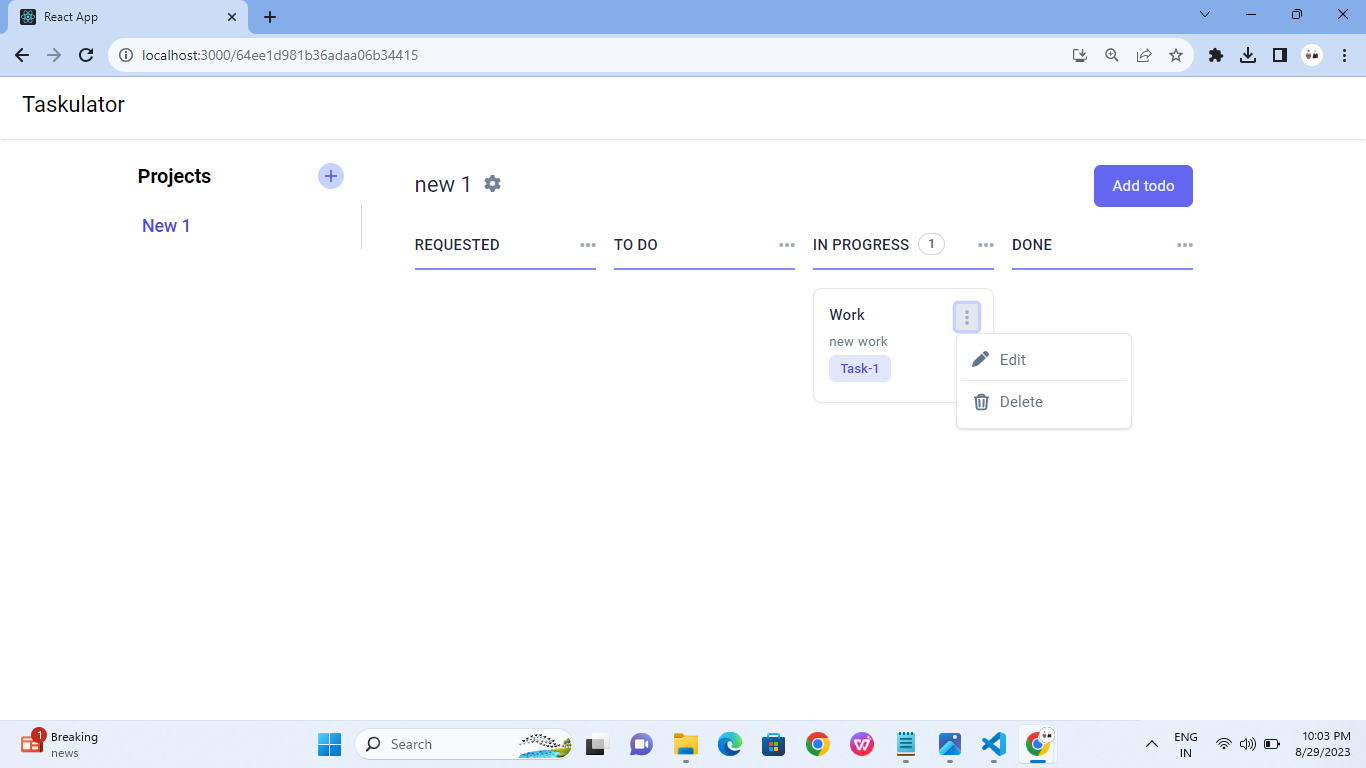 React App
localhost:3000/64ee1d981b36adaa06b34415
Taskulator
Projects
New 1
new 1
Add todo
REQUESTED
TO DO
IN PROGRESS 1
DONE
Work
new work
Task-1
Edit
Delete
1
Breaking
news
Search
ENG
IN
10:03 PM
8/29/2023